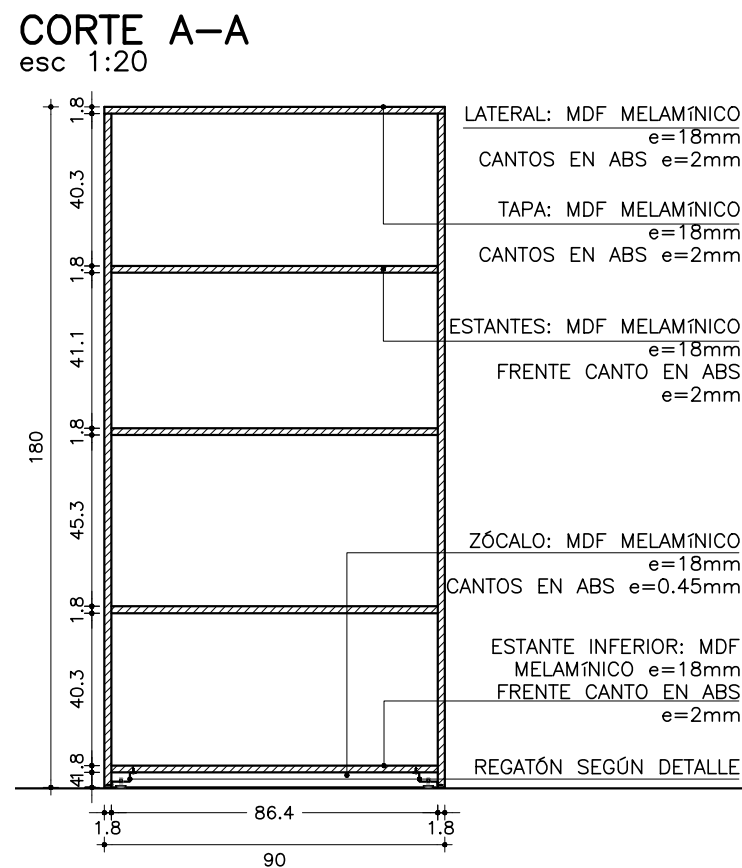 CORTE A–A
esc 1:20
LATERAL: MDF MELAMÍNICO
e=18mm
CANTOS EN ABS e=2mm
TAPA: MDF MELAMÍNICO
e=18mm
CANTOS EN ABS e=2mm
ESTANTES: MDF MELAMÍNICO
e=18mm
FRENTE CANTO EN ABS
e=2mm
ZÓCALO: MDF MELAMÍNICO
e=18mm
CANTOS EN ABS e=0.45mm
ESTANTE INFERIOR: MDF
MELAMÍNICO e=18mm
FRENTE CANTO EN ABS
e=2mm
REGATÓN SEGÚN DETALLE
180
1.8
40.3
1.8
41.1
1.8
45.3
1.8
40.3
1.8
4
1.8
86.4
1.8
90